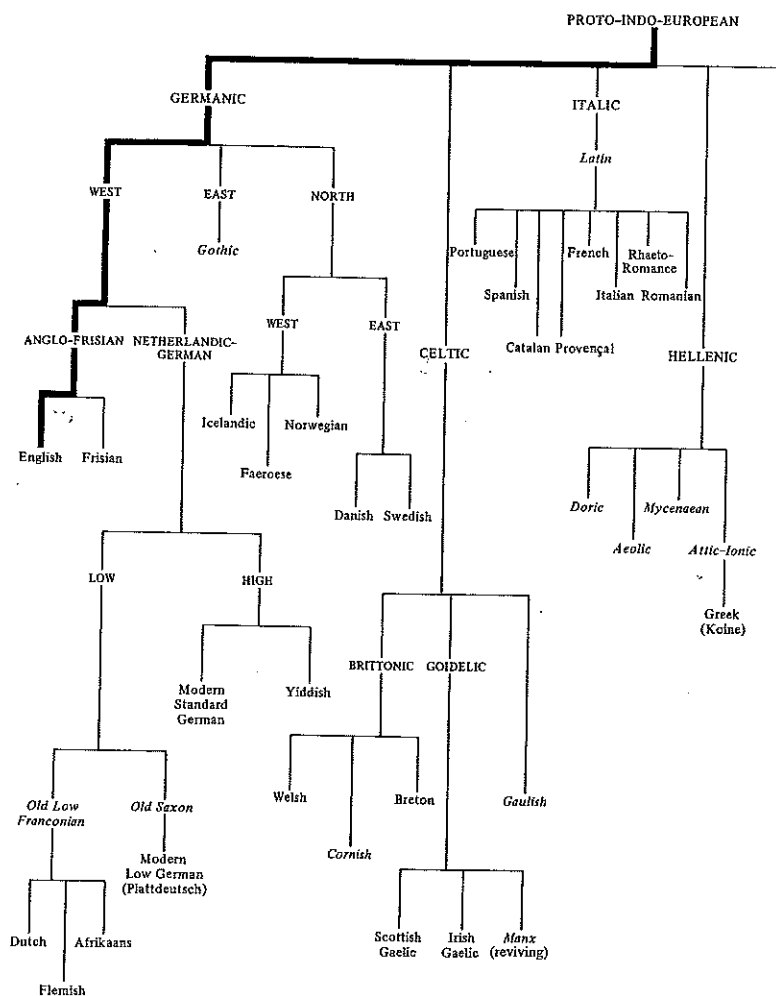 PROTO-INDO-EUROPEAN
GERMANIC
ITALIC
Latin
WEST
EAST
NORTH
Gothic
Portuguese
French
Rhaeto-
Romance
Spanish
Italian
Romanian
WEST
EAST
ANGLO-FRISIAN
NETHERLANDIC-
GERMAN
CELTIC
Catalan
Provençal
HELLENIC
Icelandic
Norwegian
English
Frisian
Faeroese
Danish
Swedish
Doric
Mycenaean
Aeolic
Attic-Ionic
LOW
HIGH
Greek
(Koine)
BRITTONIC
GOIDELIC
Modern
Standard
German
Yiddish
Welsh
Breton
Gaulish
Old Low
Franconian
Old Saxon
Cornish
Modern
Low German
(Plattdeutsch)
Dutch
Afrikaans
Scottish
Gaelic
Irish
Gaelic
Manx
(reviving)
Flemish